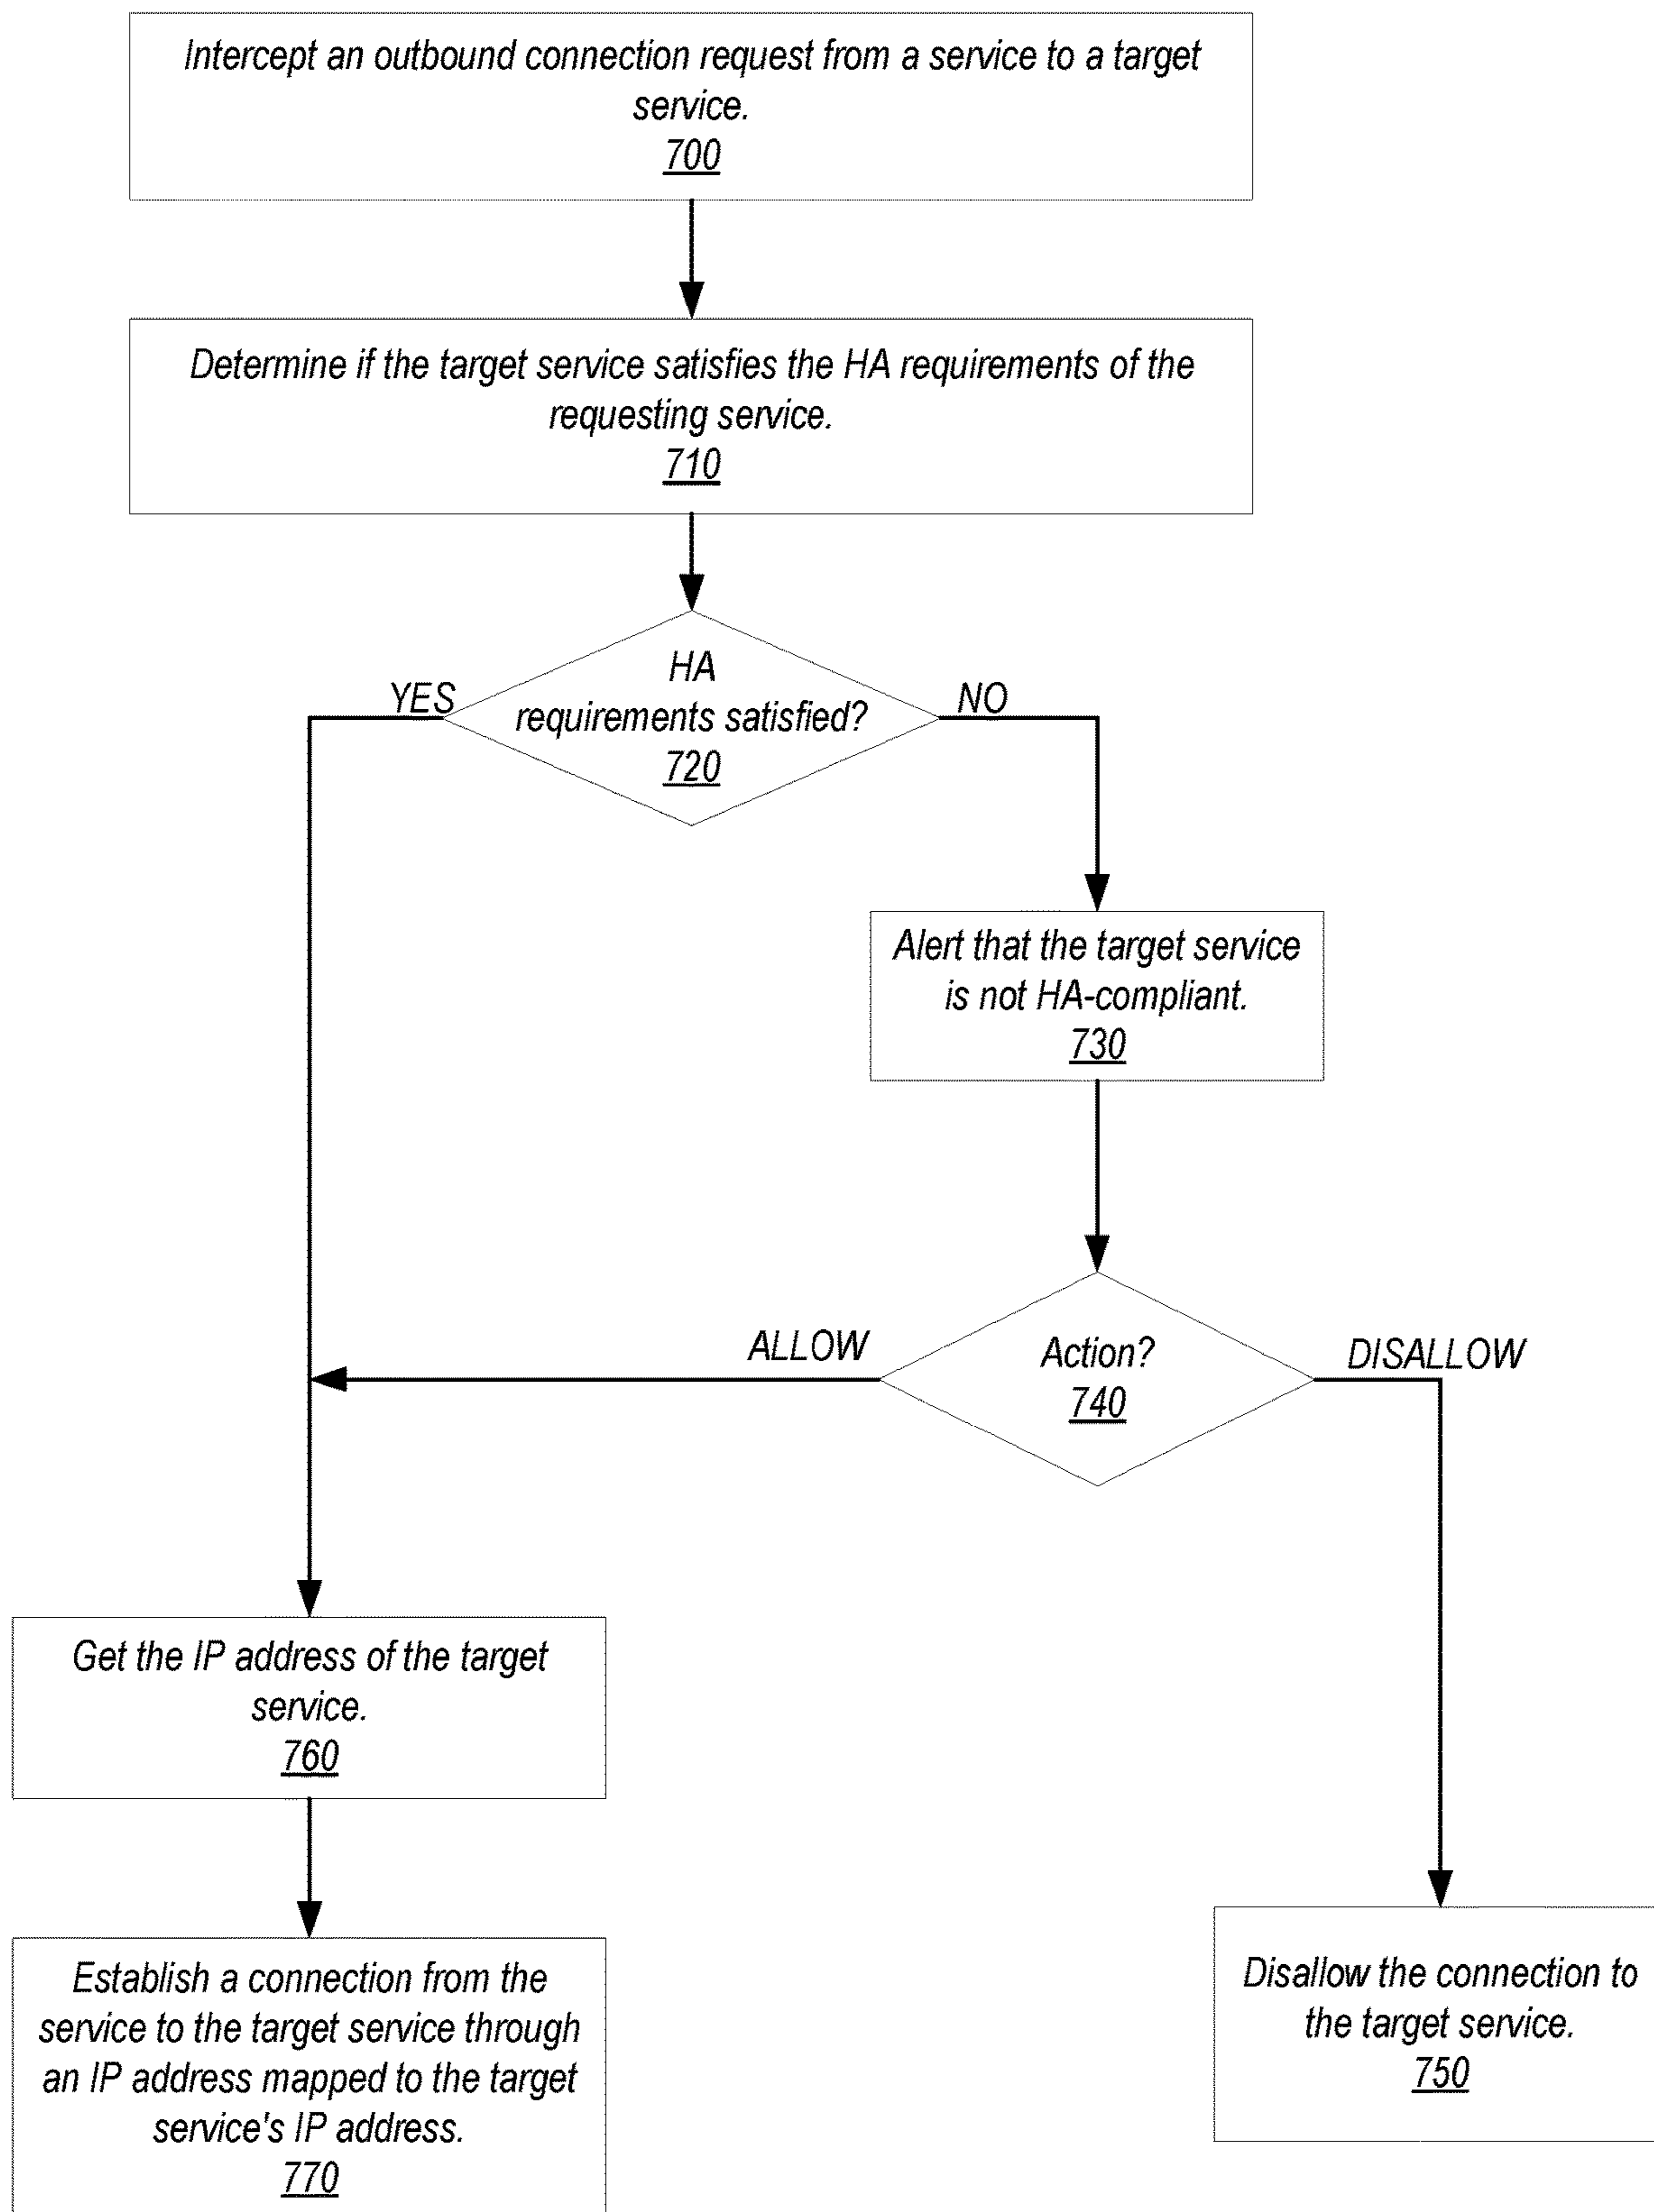 Intercept an outbound connection request from a service to a target
service.
700
Determine if the target service satisfies the HA requirements of the
requesting service.
710
HA
requirements satisfied?
720
YES
NO
Alert that the target service
is not HA-compliant.
730
Action?
740
ALLOW
DISALLOW
Get the IP address of the target
service.
760
Establish a connection from the
service to the target service through
an IP address mapped to the target
service's IP address.
770
Disallow the connection to
the target service.
750